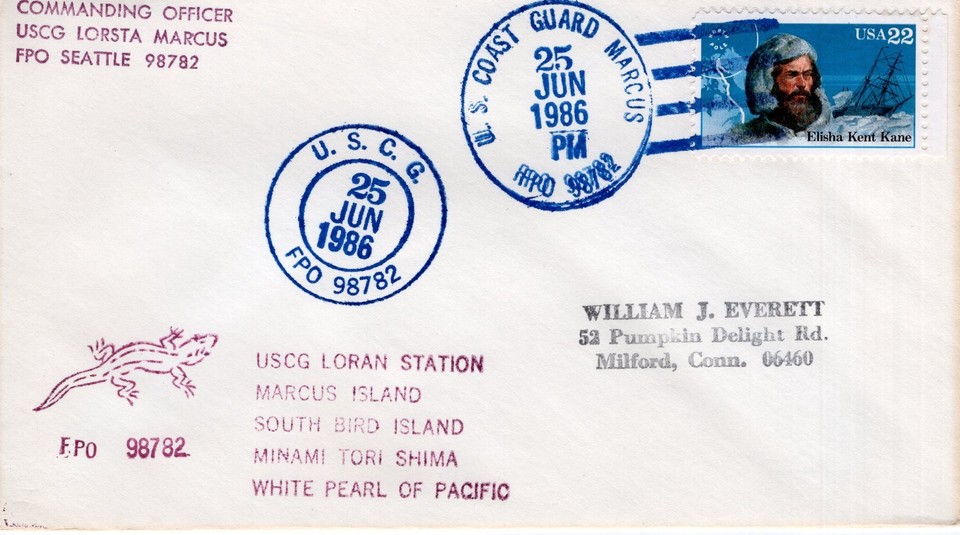 COMMANDING OFFICER
USCG LORSTA MARCUS
FPO SEATTLE 98782
U.S. COAST GUARD MARCUS
25
JUN
1986
PM
FPO 98782
USA22
Elisha Kent Kane
U.S.C.G.
25
JUN
1986
FPO 98782
WILLIAM J. EVERETT
52 Pumpkin Delight Rd.
Milford, Conn. 06460
USCG LORAN STATION
MARCUS ISLAND
SOUTH BIRD ISLAND
MINAMI TORI SHIMA
WHITE PEARL OF PACIFIC
FPO 98782